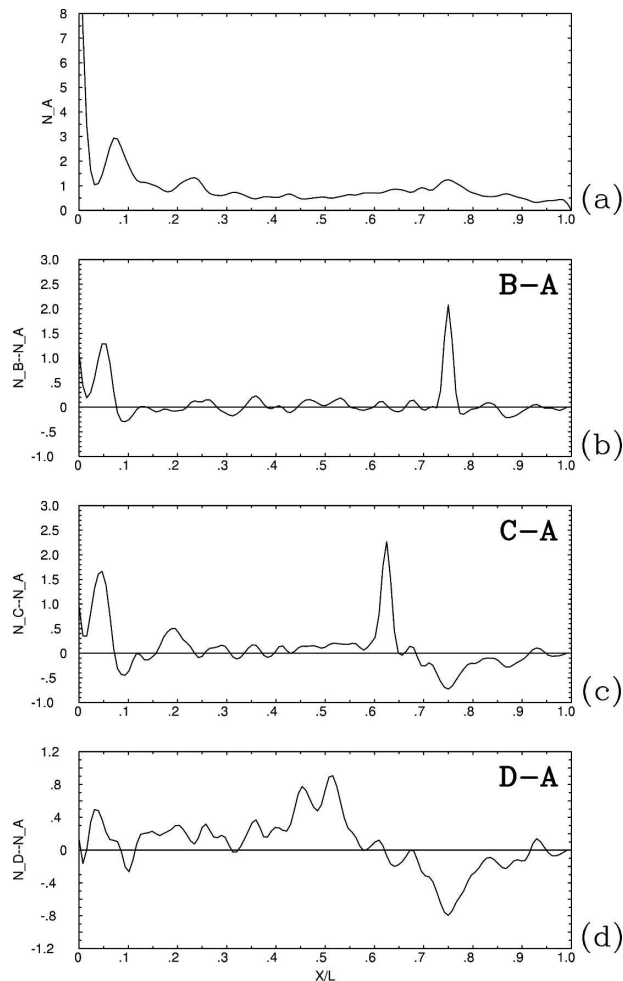 8
7
6
5
4
3
2
1
0
N_A
0 .1 .2 .3 .4 .5 .6 .7 .8 .9 1.0
X/L
(a)
3.0
2.5
2.0
1.5
1.0
.5
0
-.5
-1.0
N_B--N_A
B-A
0 .1 .2 .3 .4 .5 .6 .7 .8 .9 1.0
(b)
3.0
2.5
2.0
1.5
1.0
.5
0
-.5
-1.0
N_C--N_A
C-A
0 .1 .2 .3 .4 .5 .6 .7 .8 .9 1.0
(c)
1.2
.8
.4
0
-.4
-.8
-1.2
N_D--N_A
D-A
0 .1 .2 .3 .4 .5 .6 .7 .8 .9 1.0
X/L
(d)